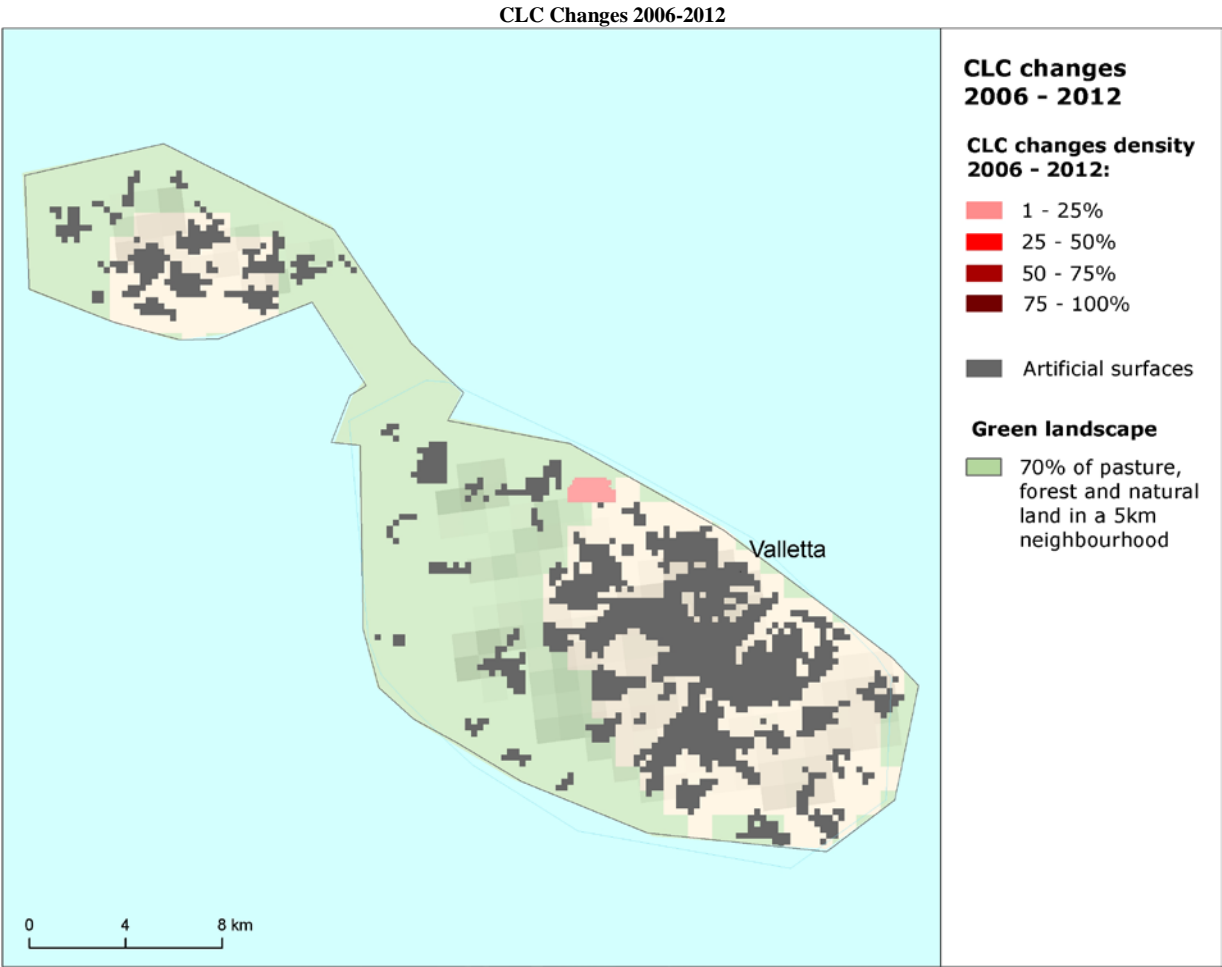 CLC Changes 2006-2012
CLC changes
2006 - 2012
CLC changes density
2006 - 2012:
1 - 25%
25 - 50%
50 - 75%
75 - 100%
Artificial surfaces
Green landscape
70% of pasture,
forest and natural
land in a 5km
neighbourhood
Valletta
0 4 8 km